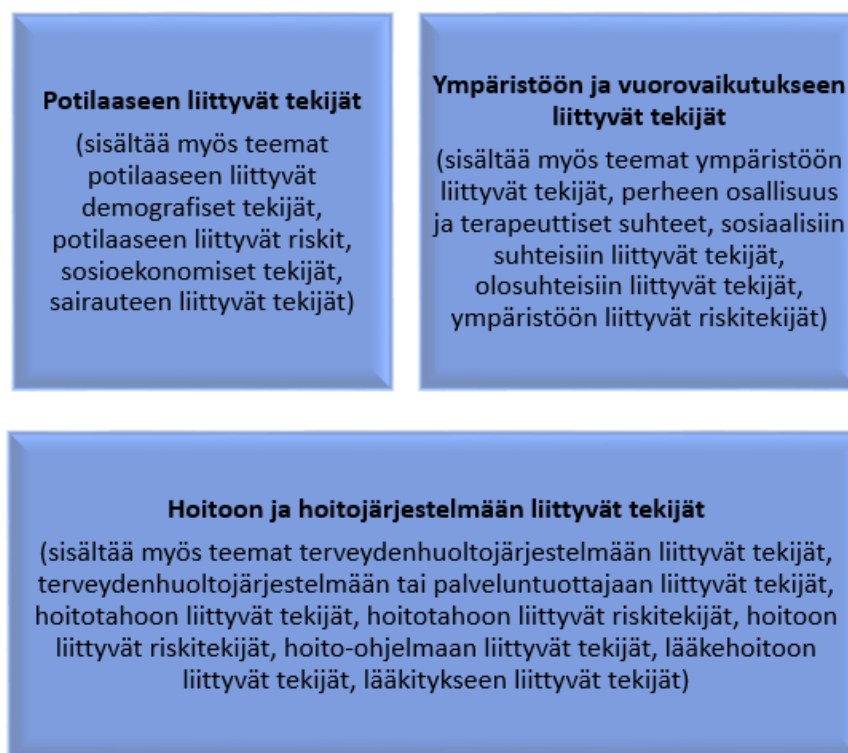 Potilaaseen liittyvät tekijät
(sisältää myös teemat
potilaaseen liittyvät
demografiset tekijät,
potilaaseen liittyvät riskit,
sosioekonomiset tekijät,
sairauteen liittyvät tekijät)
Ympäristöön ja vuorovaikutukseen
liittyvät tekijät
(sisältää myös teemat ympäristöön
liittyvät tekijät, perheen osallisuus
ja terapeuttiset suhteet, sosiaalisiin
suhteisiin liittyvät tekijät,
olosuhteisiin liittyvät tekijät,
ympäristöön liittyvät riskitekijät)
Hoitoon ja hoitojärjestelmään liittyvät tekijät
(sisältää myös teemat terveydenhuoltojärjestelmään liittyvät tekijät,
terveydenhuoltojärjestelmään tai palveluntuottajaan liittyvät tekijät,
hoitotahoon liittyvät tekijät, hoitotahoon liittyvät riskitekijät, hoitoon
liittyvät riskitekijät, hoito-ohjelmaan liittyvät tekijät, lääkehoitoon
liittyvät tekijät, lääkitykseen liittyvät tekijät)